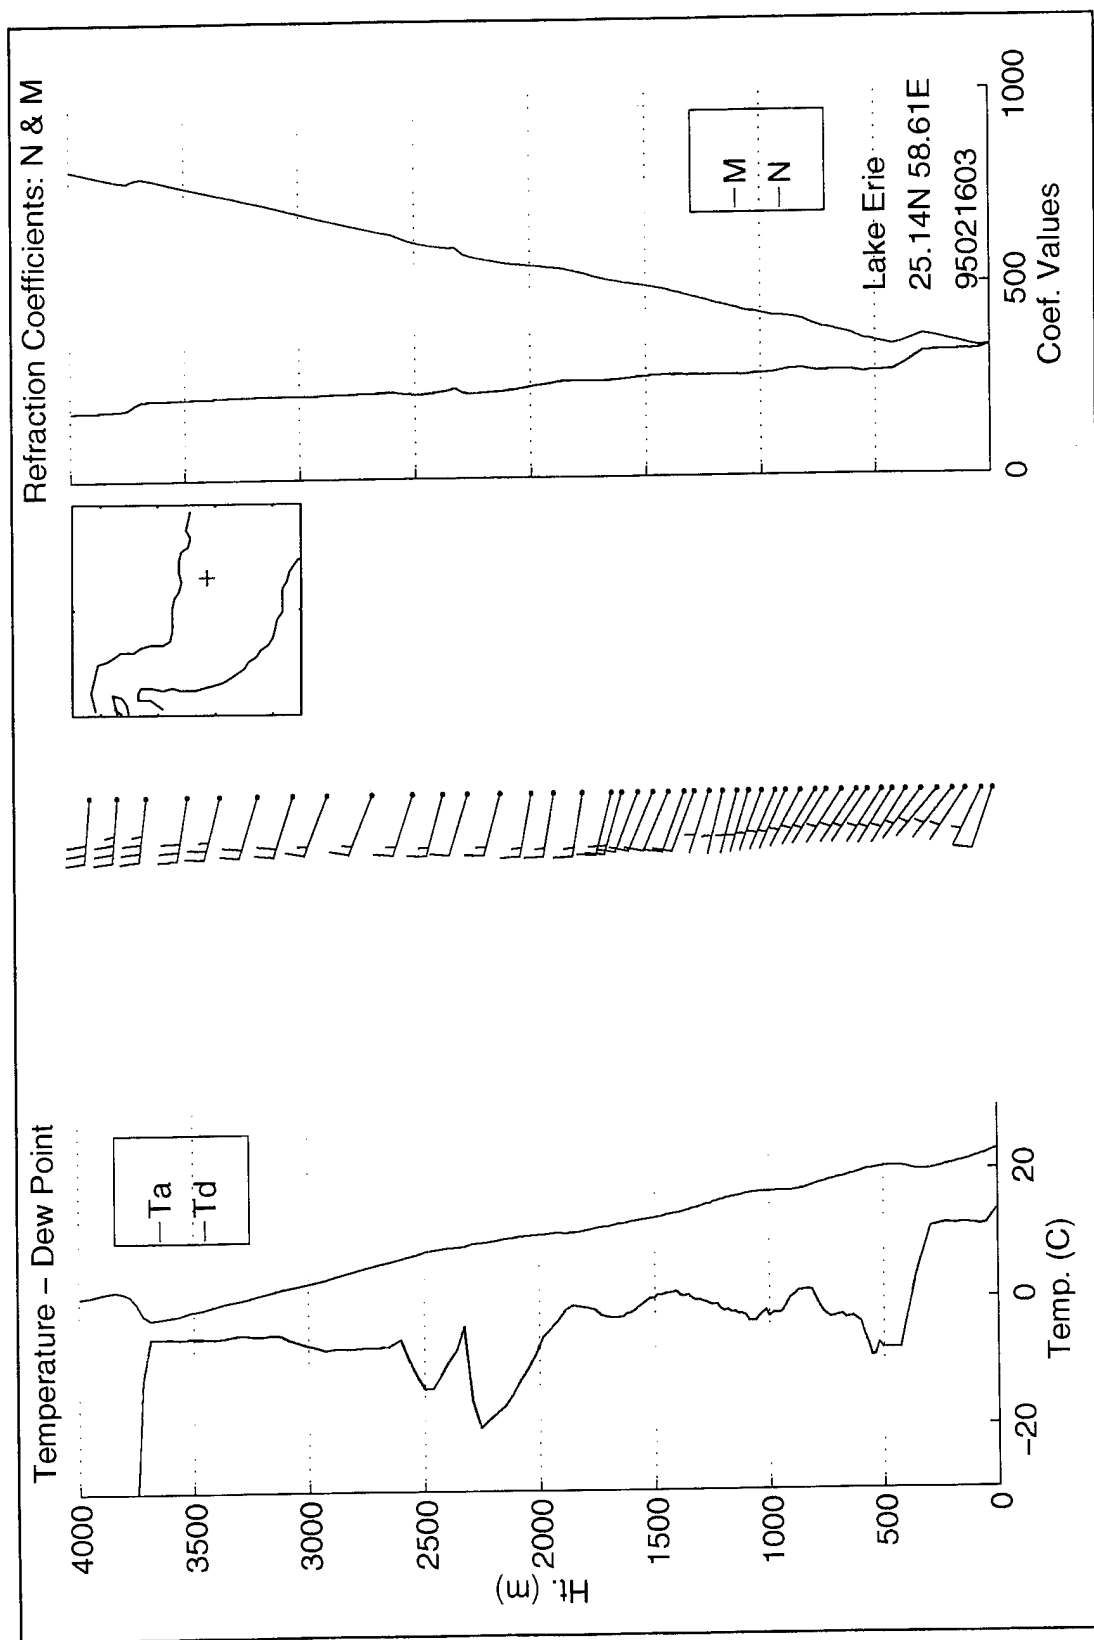 Temperature – Dew Point
Ta
Td
4000
3500
3000
2500
2000
1500
1000
500
0
Ht. (m)
−20
0
20
Temp. (C)
Refraction Coefficients: N & M
M
N
Lake Erie
25.14N 58.61E
95021603
0
500
1000
Coef. Values